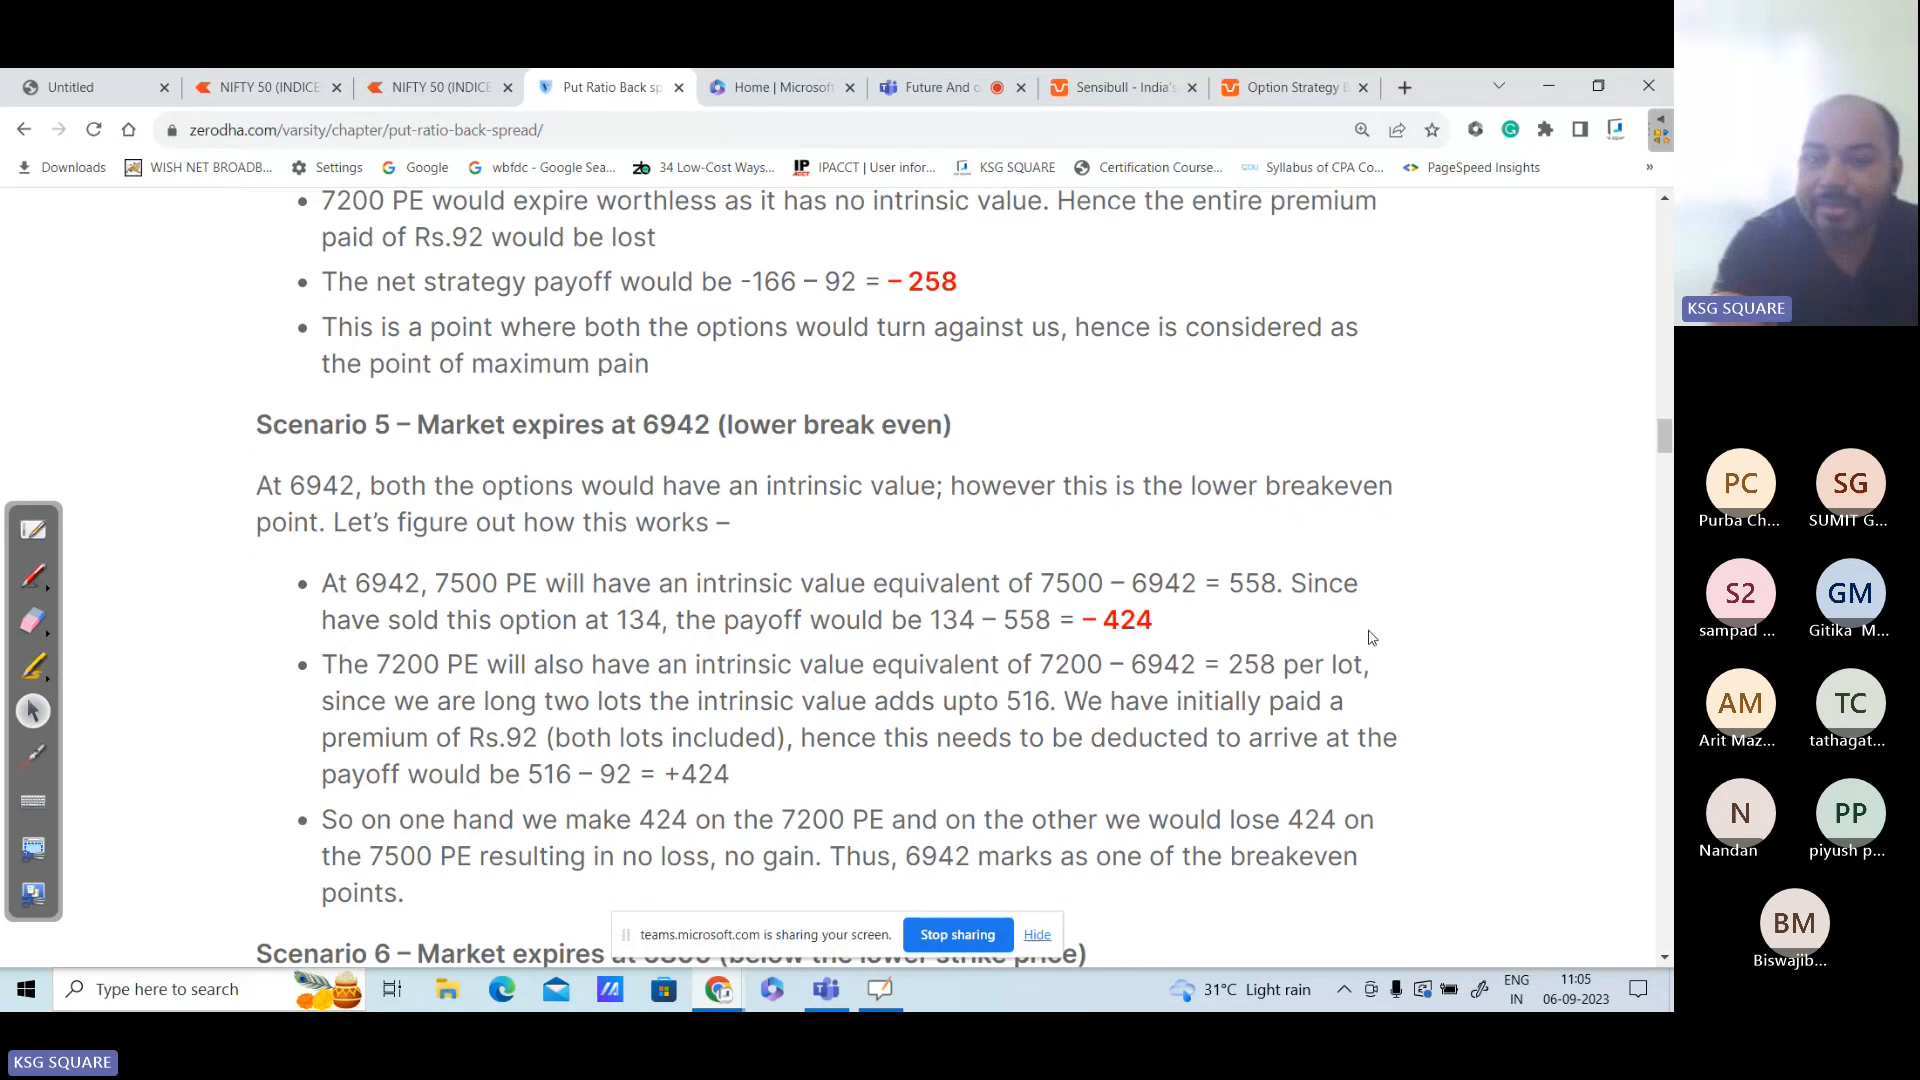 Untitled
NIFTY 50 (INDICE
NIFTY 50 (INDICE
Put Ratio Back sp
Home | Microsoft
Future And o
Sensibull - India's
Option Strategy B
zerodha.com/varsity/chapter/put-ratio-back-spread/
Downloads
WISH NET BROADB...
Settings
Google
wbfdc - Google Sea...
34 Low-Cost Ways...
IPACCT | User infor...
KSG SQUARE
Certification Course...
Syllabus of CPA Co...
PageSpeed Insights
7200 PE would expire worthless as it has no intrinsic value. Hence the entire premium
paid of Rs.92 would be lost
The net strategy payoff would be -166 – 92 = – 258
This is a point where both the options would turn against us, hence is considered as
the point of maximum pain
Scenario 5 – Market expires at 6942 (lower break even)
At 6942, both the options would have an intrinsic value; however this is the lower breakeven
point. Let's figure out how this works –
At 6942, 7500 PE will have an intrinsic value equivalent of 7500 – 6942 = 558. Since
have sold this option at 134, the payoff would be 134 – 558 = – 424
The 7200 PE will also have an intrinsic value equivalent of 7200 – 6942 = 258 per lot,
since we are long two lots the intrinsic value adds upto 516. We have initially paid a
premium of Rs.92 (both lots included), hence this needs to be deducted to arrive at the
payoff would be 516 – 92 = +424
So on one hand we make 424 on the 7200 PE and on the other we would lose 424 on
the 7500 PE resulting in no loss, no gain. Thus, 6942 marks as one of the breakeven
points.
Scenario 6 – Market expires at 6800 (below the lower strike price)
teams.microsoft.com is sharing your screen.
Stop sharing
Hide
Type here to search
31°C Light rain
ENG
IN
11:05
06-09-2023
KSG SQUARE
KSG SQUARE
PC
Purba Ch...
SG
SUMIT G...
S2
sampad ...
GM
Gitika M...
AM
Arit Maz...
TC
tathagat...
N
Nandan
PP
piyush p...
BM
Biswajib...